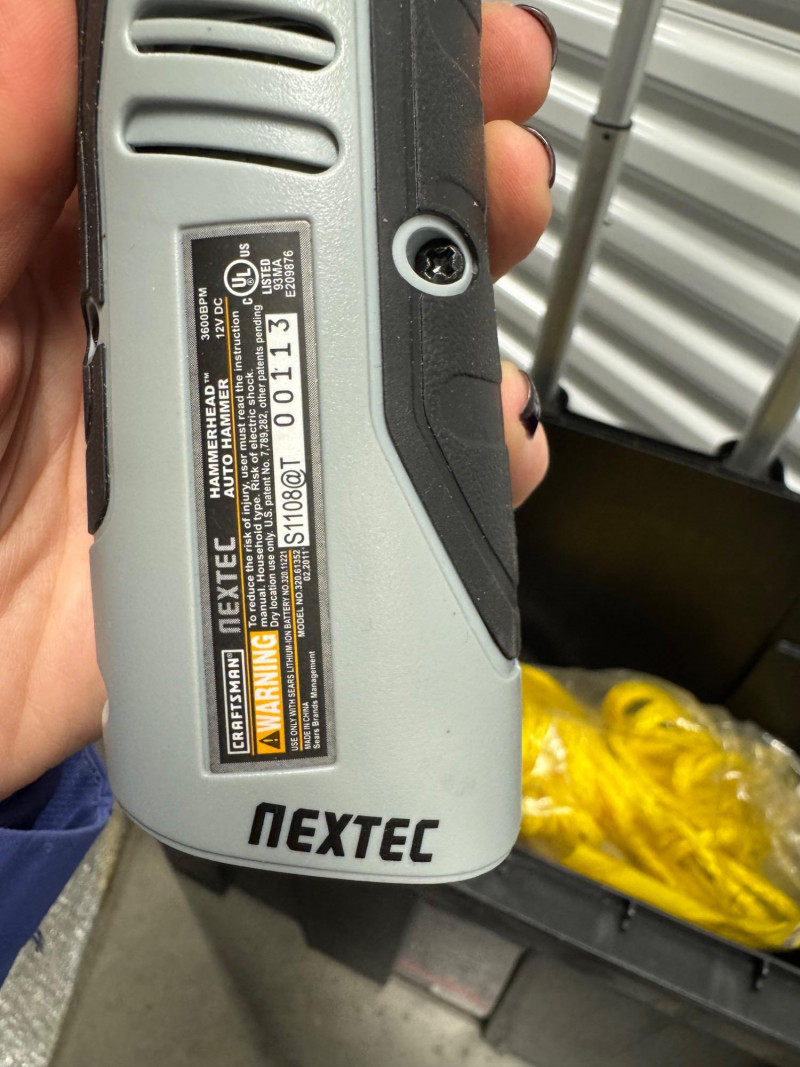 CRAFTSMAN®
NEXTEC
HAMMERHEAD™
AUTO HAMMER
3600BPM
12V DC
C UL US
LISTED
93MA
E209876
⚠WARNING
To reduce the risk of injury, user must read the instruction
manual. Household type. Risk of electric shock.
Dry location use only. U.S. patent No. 7,789,282, other patents pending
USE ONLY WITH SEARS LITHIUM-ION BATTERY NO.320.11221
MODEL NO.320.61352
02,2011
S1108@T 00113
MADE IN CHINA
Sears Brands Management
NEXTEC